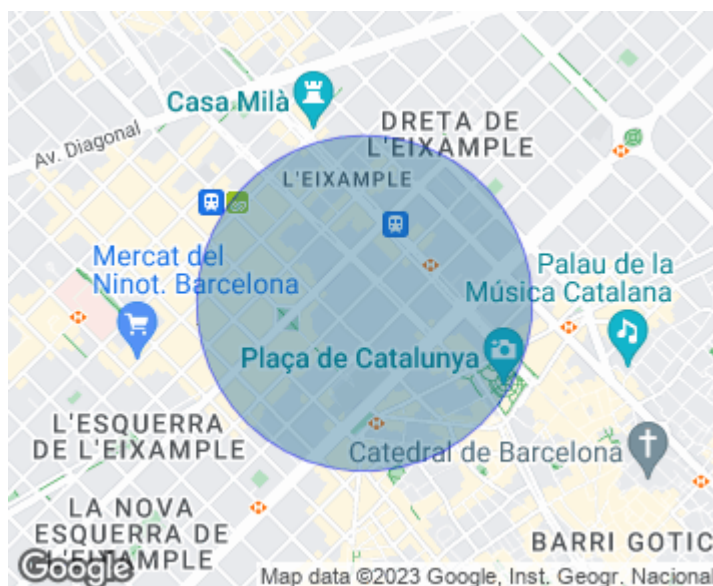 Casa Milà
DRETA DE
L'EIXAMPLE
Av. Diagonal
L'EIXAMPLE
Mercat del
Ninot. Barcelona
Palau de la
Música Catalana
Plaça de Catalunya
L'ESQUERRA
DE L'EIXAMPLE
Catedral de Barcelona
LA NOVA
ESQUERRA DE
L'EIXAMPLE
BARRI GOTIC
Google
Map data ©2023 Google, Inst. Geogr. Nacional